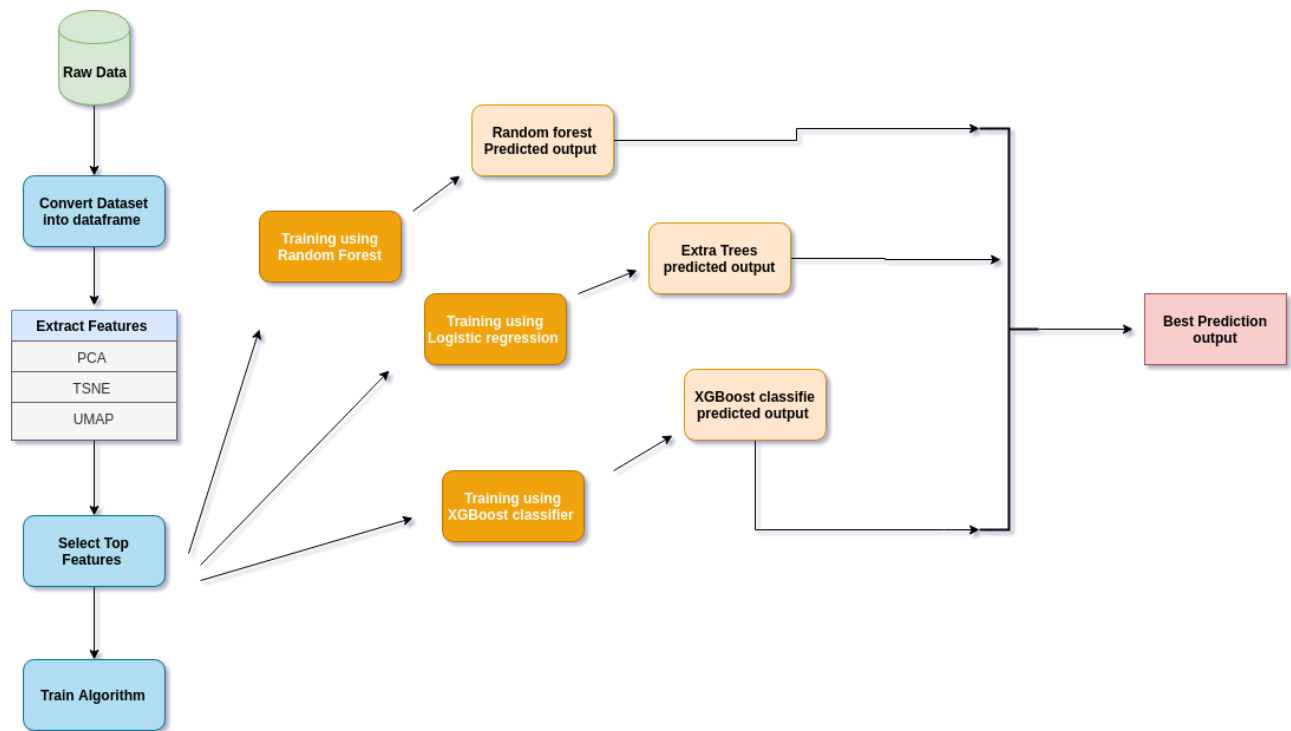 Raw Data
Convert Dataset
into dataframe
Extract Features
PCA
TSNE
UMAP
Select Top
Features
Train Algorithm
Training using
Random Forest
Random forest
Predicted output
Training using
Logistic regression
Extra Trees
predicted output
Training using
XGBoost classifier
XGBoost classifie
predicted output
Best Prediction
output